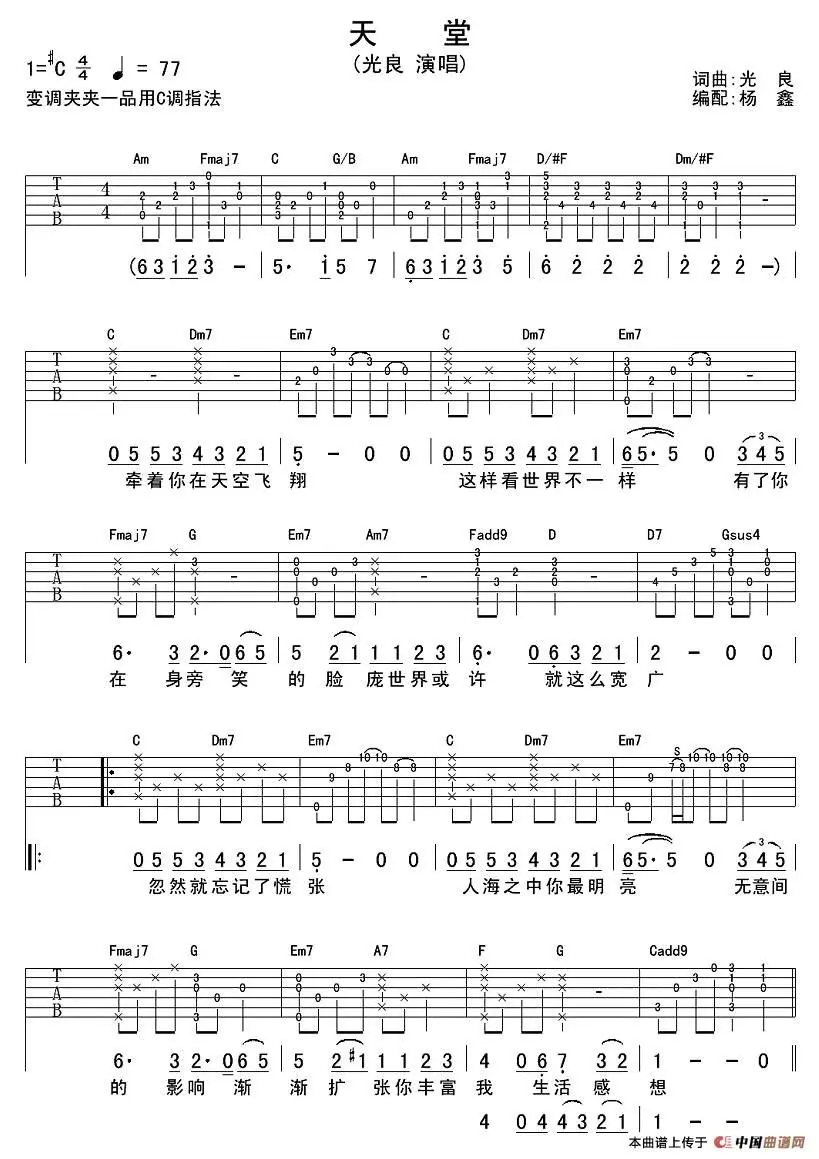 天 堂
(光良 演唱)
1=#C 4/4 ♩ = 77
词曲:光 良
变调夹夹一品用C调指法
编配:杨 鑫
Am Fmaj7 C G/B Am Fmaj7 D/#F Dm/#F
T A B 4 4
(6 3 1 2 3 - | 5· 1 5 7 | 6 3 1 2 3 5 | 6 2 2 2 | 2 2 2 -)
C Dm7 Em7 C Dm7 Em7
T A B
0 5 5 3 4 3 2 1 | 5 - 0 0 | 0 5 5 3 4 3 2 1 | 6 5· 5 0 3 4 5
牵着你在天空飞 翔 这样看世界不一 样 有了你
Fmaj7 G Em7 Am7 Fadd9 D D7 Gsus4
T A B
6· 3 2· 0 6 5 | 5 2 1 1 1 2 3 | 6· 0 6 3 2 1 | 2 - 0 0
在 身旁 笑 的 脸 庞世界或 许 就这么宽 广
C Dm7 Em7 C Dm7 Em7
T A B
0 5 5 3 4 3 2 1 | 5 - 0 0 | 0 5 5 3 4 3 2 1 | 6 5· 5 0 3 4 5
忽然就忘记了慌 张 人海之中你最明 亮 无意间
Fmaj7 G Em7 A7 F G Cadd9
T A B
6· 3 2· 0 6 5 | 5 2 #1 1 1 2 3 | 4 0 6 7 3 2 | 1 - - 0
的 影响 渐 渐 扩 张你丰富 我 生活 感 想
4 0 4 3 2 1 1 - -
本曲谱上传于 中国曲谱网